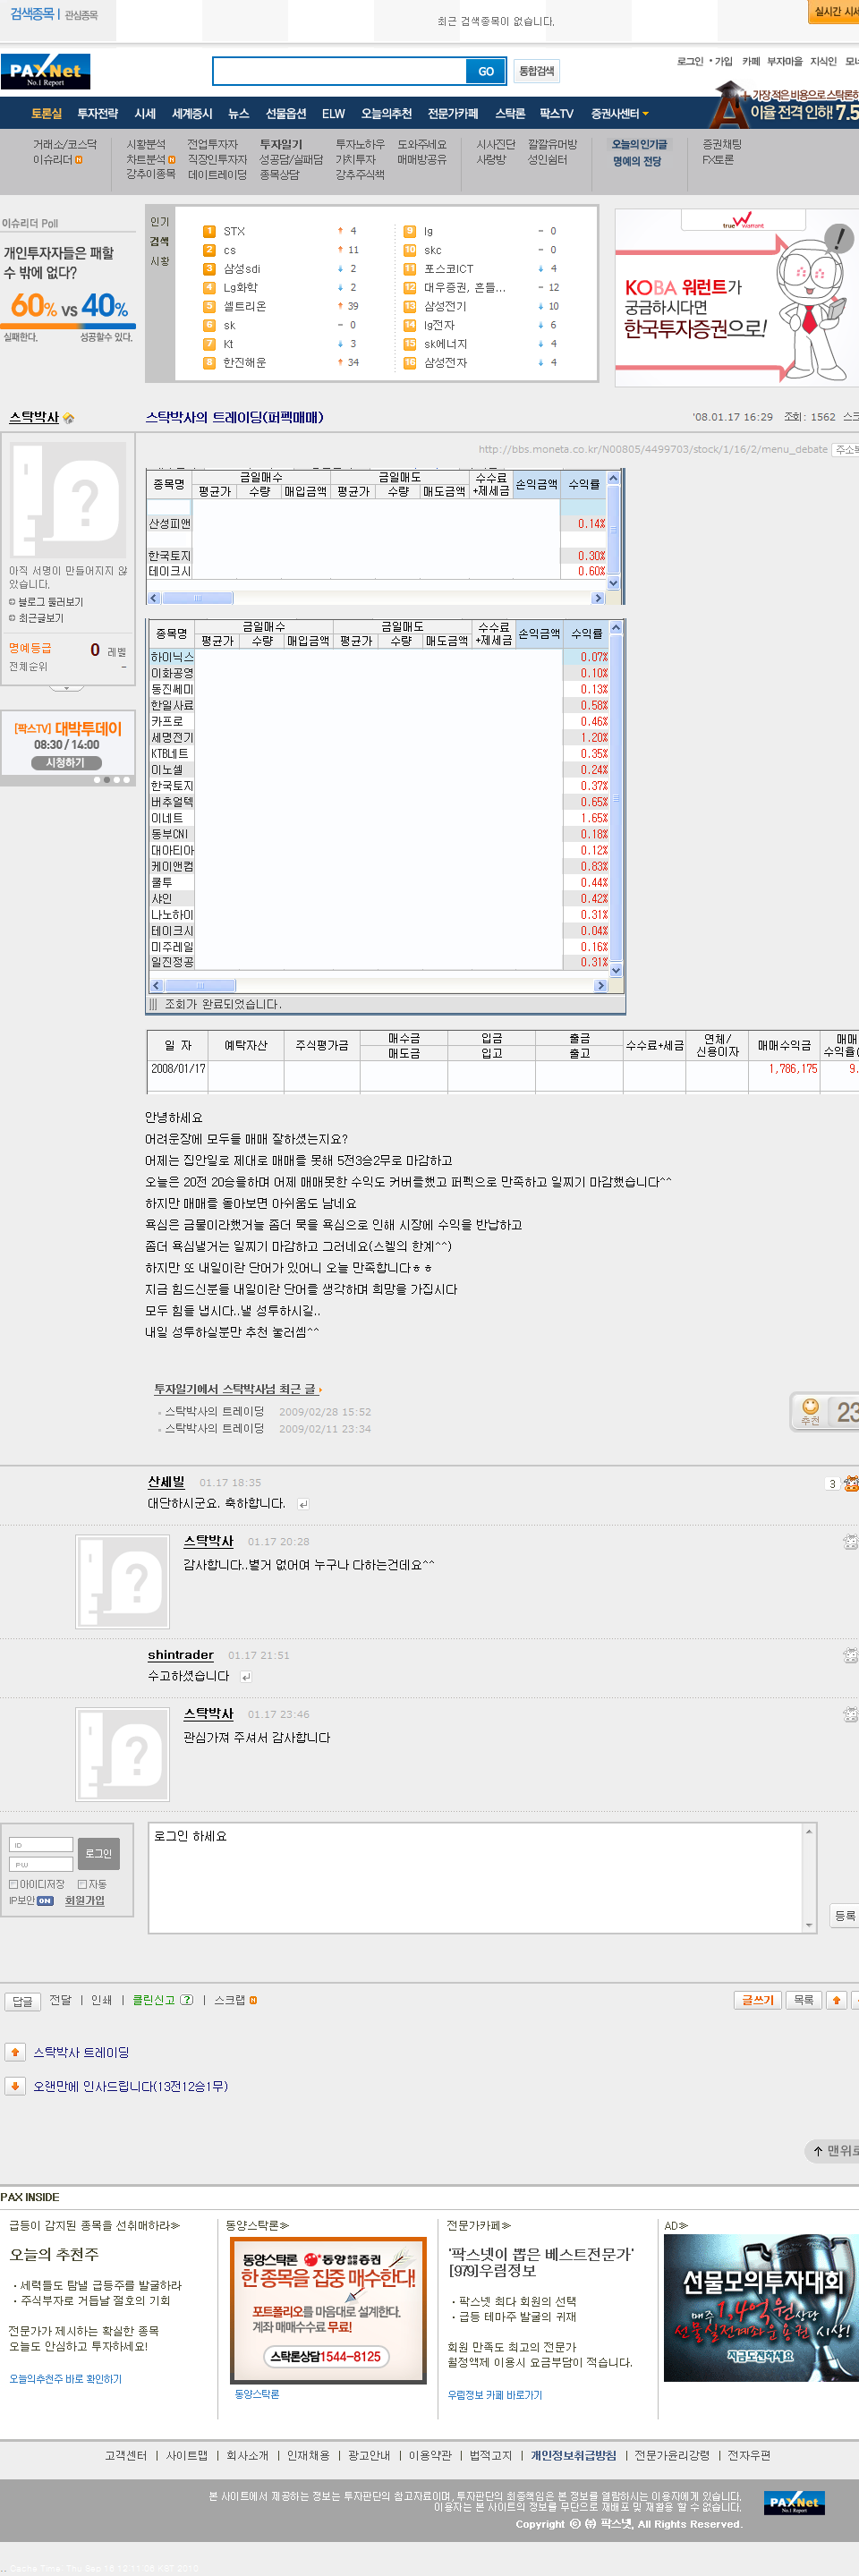 검색종목 | 관심종목
최근 검색종목이 없습니다.
PAXNet
No.1 Report
GO
통합검색
로그인 • 가입 카페 부자마을 지식인
토론실 투자전략 시세 세계증시 뉴스 선물옵션 ELW 오늘의추천 전문가카페 스탁론 팍스TV 증권사센터
가장 적은 비용으로 스탁론하
이율 전격 인하! 7.5
거래소/코스닥 시황분석 전업투자자 투자일기 투자노하우 도와주세요 시사진단 깔깔유머방 오늘의인기글 증권채팅
이슈리더 차트분석 직장인투자자 성공담/실패담 가치투자 매매방공유 사랑방 성인쉼터 명예의 전당 FX토론
강추이종목 데이트레이딩 종목상담 강추주식책
이슈리더 Poll
개인투자자들은 패할
수 밖에 없다?
60% vs 40%
실패한다. 성공할수 있다.
인기
검색
시황
1 STX 4
2 cs 11
3 삼성sdi 2
4 Lg화학 2
5 셀트리온 39
6 sk - 0
7 Kt 3
8 한진해운 34
9 lg - 0
10 skc - 0
11 포스코ICT 4
12 대우증권, 흔들... - 12
13 삼성전기 10
14 lg전자 6
15 sk에너지 4
16 삼성전자 4
true warrant
KOBA 워런트가
궁금하시다면
한국투자증권으로!
스탁박사
스탁박사의 트레이딩(퍼펙매매)
'08.01.17 16:29 조회: 1562
http://bbs.moneta.co.kr/N00805/4499703/stock/1/16/2/menu_debate
아직 서명이 만들어지지 않
았습니다.
블로그 둘러보기
최근글보기
명예등급 0 레벨
전체순위 -
[팍스TV] 대박투데이
08:30 / 14:00
시청하기
종목명 금일매수 금일매도 수수료+제세금 손익금액 수익률
평균가 수량 매입금액 평균가 수량 매도금액
산성피앤 0.14%
한국토지 0.30%
테이크시 0.60%
종목명 금일매수 금일매도 수수료+제세금 손익금액 수익률
평균가 수량 매입금액 평균가 수량 매도금액
하이닉스 0.07%
이화공영 0.10%
동진쎄미 0.13%
한일사료 0.58%
카프로 0.46%
세명전기 1.20%
KTB네트 0.35%
이노셀 0.24%
한국토지 0.37%
버추얼텍 0.65%
이네트 1.65%
동부CNI 0.18%
대아티아 0.12%
케이앤컴 0.83%
쿨투 0.44%
샤인 0.42%
나노하이 0.31%
테이크시 0.04%
미주레일 0.16%
일진정공 0.31%
조회가 완료되었습니다.
일 자 예탁자산 주식평가금 매수금 입금 출금 수수료+세금 연체/신용이자 매매수익금
매도금 입고 출고
2008/01/17 1,786,175
안녕하세요
어려운장에 모두들 매매 잘하셨는지요?
어제는 집안일로 제대로 매매를 못해 5전3승2무로 마감하고
오늘은 20전 20승을하며 어제 매매못한 수익도 커버를했고 퍼펙으로 만족하고 일찌기 마감했습니다^^
하지만 매매를 돌아보면 아쉬움도 남네요
욕심은 금물이라했거늘 좀더 묵을 욕심으로 인해 시장에 수익을 반납하고
좀더 욕심낼거는 일찌기 마감하고 그러네요(스켈의 한계^^)
하지만 또 내일이란 단어가 있어니 오늘 만족합니다ㅎㅎ
지금 힘드신분들 내일이란 단어를 생각하며 희망을 가집시다
모두 힘들 냅시다..낼 성투하시길..
내일 성투하실분만 추천 눌러셈^^
투자일기에서 스탁박사님 최근 글
스탁박사의 트레이딩 2009/02/28 15:52
스탁박사의 트레이딩 2009/02/11 23:34
추천 23
산세빌 01.17 18:35
3
대단하시군요. 축하합니다.
스탁박사 01.17 20:28
감사합니다..별거 없어여 누구나 다하는건데요^^
shintrader 01.17 21:51
수고하셨습니다
스탁박사 01.17 23:46
관심가져 주셔서 감사합니다
ID
PW
로그인
아이디저장 자동
IP보안 ON 회원가입
로그인 하세요
등록
답글 전달 | 인쇄 | 클린신고 | 스크랩
글쓰기 목록
스탁박사 트레이딩
오랜만에 인사드립니다(13전12승1무)
맨위로
PAX INSIDE
급등이 감지된 종목을 선취매하라≫
오늘의 추천주
· 세력들도 탐낼 급등주를 발굴하라
· 주식부자로 거듭날 절호의 기회
전문가가 제시하는 확실한 종목
오늘도 안심하고 투자하세요!
오늘의추천주 바로 확인하기
동양스탁론≫
동양스탁론 동양종합증권
한 종목을 집중 매수한다!
포트폴리오를 마음대로 설계한다.
계좌 매매수수료 무료!
스탁론상담1544-8125
동양스탁론
전문가카페≫
'팍스넷이 뽑은 베스트전문가'
[979]우림정보
· 팍스넷 최다 회원의 선택
· 급등 테마주 발굴의 귀재
회원 만족도 최고의 전문가
월정액제 이용시 요금부담이 적습니다.
우림정보 카페 바로가기
AD≫
선물모의투자대회
매주 1.4억원 상당
선물 실전계좌운용권 시상!
지금도전하세요
고객센터 | 사이트맵 | 회사소개 | 인재채용 | 광고안내 | 이용약관 | 법적고지 | 개인정보취급방침 | 전문가윤리강령 | 전자우편
본 사이트에서 제공하는 정보는 투자판단의 참고자료이며, 투자판단의 최종책임은 본 정보를 열람하시는 이용자에게 있습니다.
이용자는 본 사이트의 정보를 무단으로 재배포 및 재활용 할 수 없습니다.
Copyright ⓒ ㈜ 팍스넷, All Rights Reserved.
PAXNet
No.1 Report